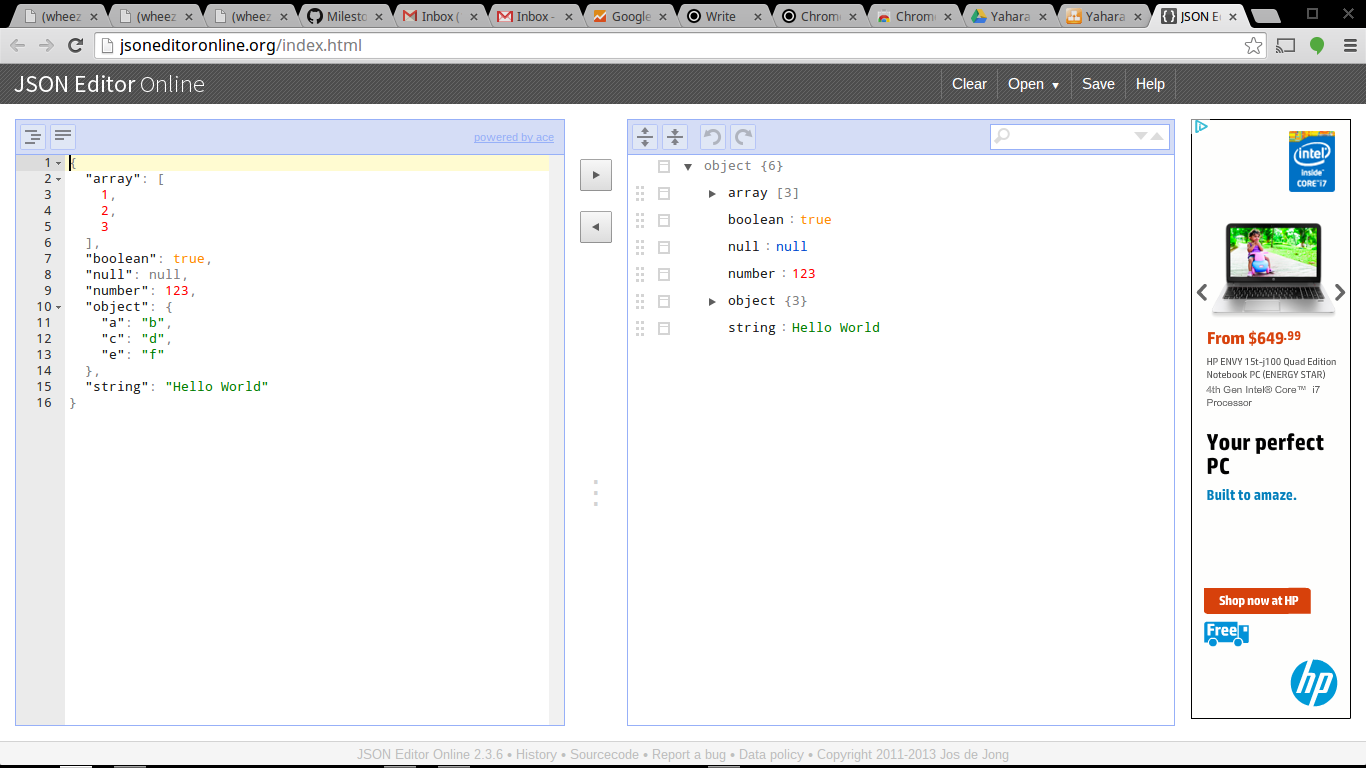 (wheez (wheez (wheez Milesto Inbox ( Inbox - Google Write Chrom Chrom Yahara Yahara JSON E
jsoneditoronline.org/index.html
JSON Editor Online
Clear Open ▼ Save Help
powered by ace
1 {
2 "array": [
3 1,
4 2,
5 3
6 ],
7 "boolean": true,
8 "null": null,
9 "number": 123,
10 "object": {
11 "a": "b",
12 "c": "d",
13 "e": "f"
14 },
15 "string": "Hello World"
16 }
object {6}
array [3]
boolean : true
null : null
number : 123
object {3}
string : Hello World
intel
inside™
CORE™ i7
From $649.99
HP ENVY 15t-j100 Quad Edition
Notebook PC (ENERGY STAR)
4th Gen Intel® Core™ i7
Processor
Your perfect
PC
Built to amaze.
Shop now at HP
Free
hp
JSON Editor Online 2.3.6 • History • Sourcecode • Report a bug • Data policy • Copyright 2011-2013 Jos de Jong